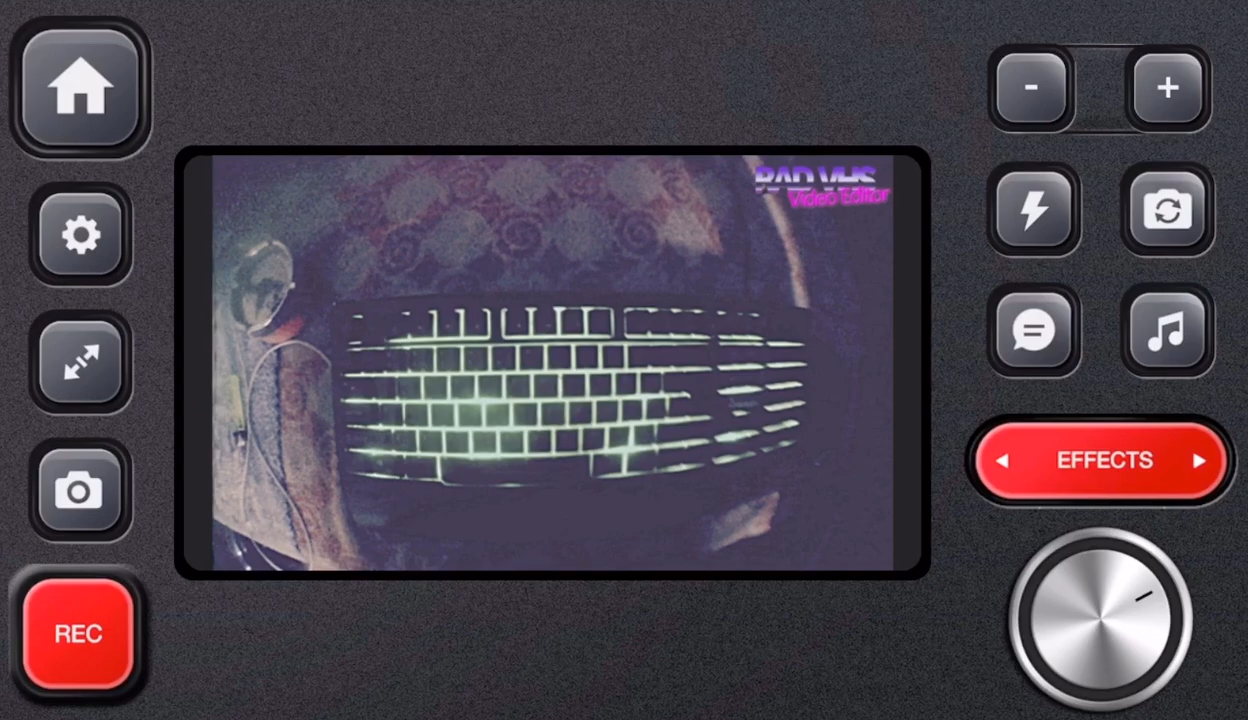 -
+
RAD VHS
Video Editor
EFFECTS
REC